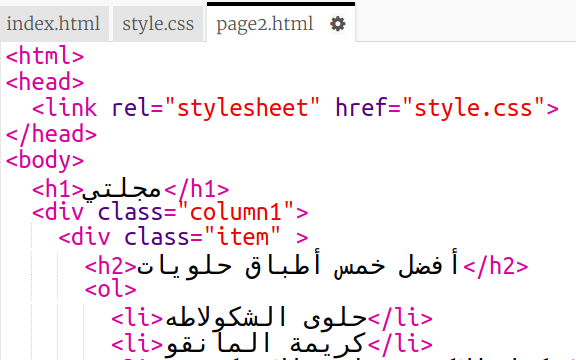 index.html style.css page2.html
<html>
<head>
<link rel="stylesheet" href="style.css">
</head>
<body>
<h1>مجلتي</h1>
<div class="column1">
<div class="item" >
<h2>أفضل خمس أطباق حلويات</h2>
<ol>
<li>حلوى الشكولاطه</li>
<li>كريمة المانقو</li>